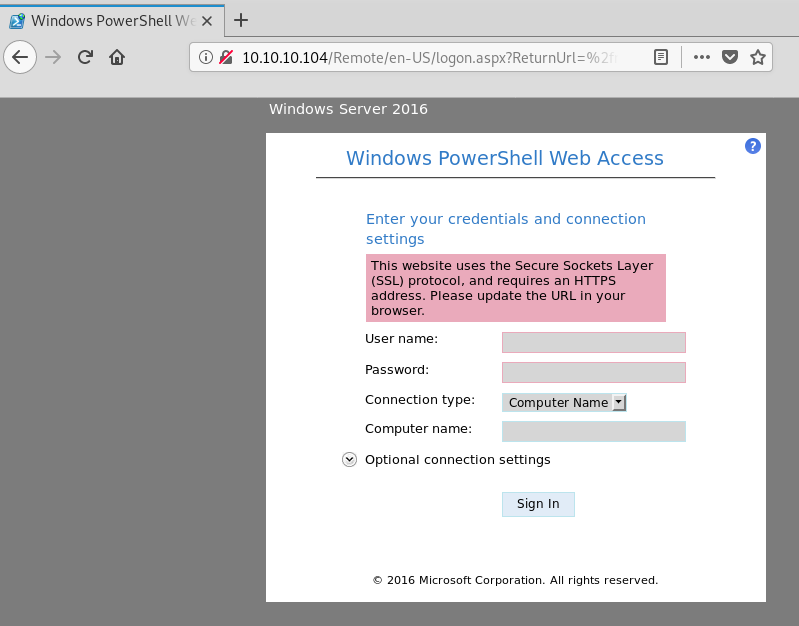 Windows PowerShell We
10.10.10.104/Remote/en-US/logon.aspx?ReturnUrl=%2f
Windows Server 2016
?
Windows PowerShell Web Access
Enter your credentials and connection
settings
This website uses the Secure Sockets Layer
(SSL) protocol, and requires an HTTPS
address. Please update the URL in your
browser.
User name:
Password:
Connection type: Computer Name
Computer name:
Optional connection settings
Sign In
© 2016 Microsoft Corporation. All rights reserved.